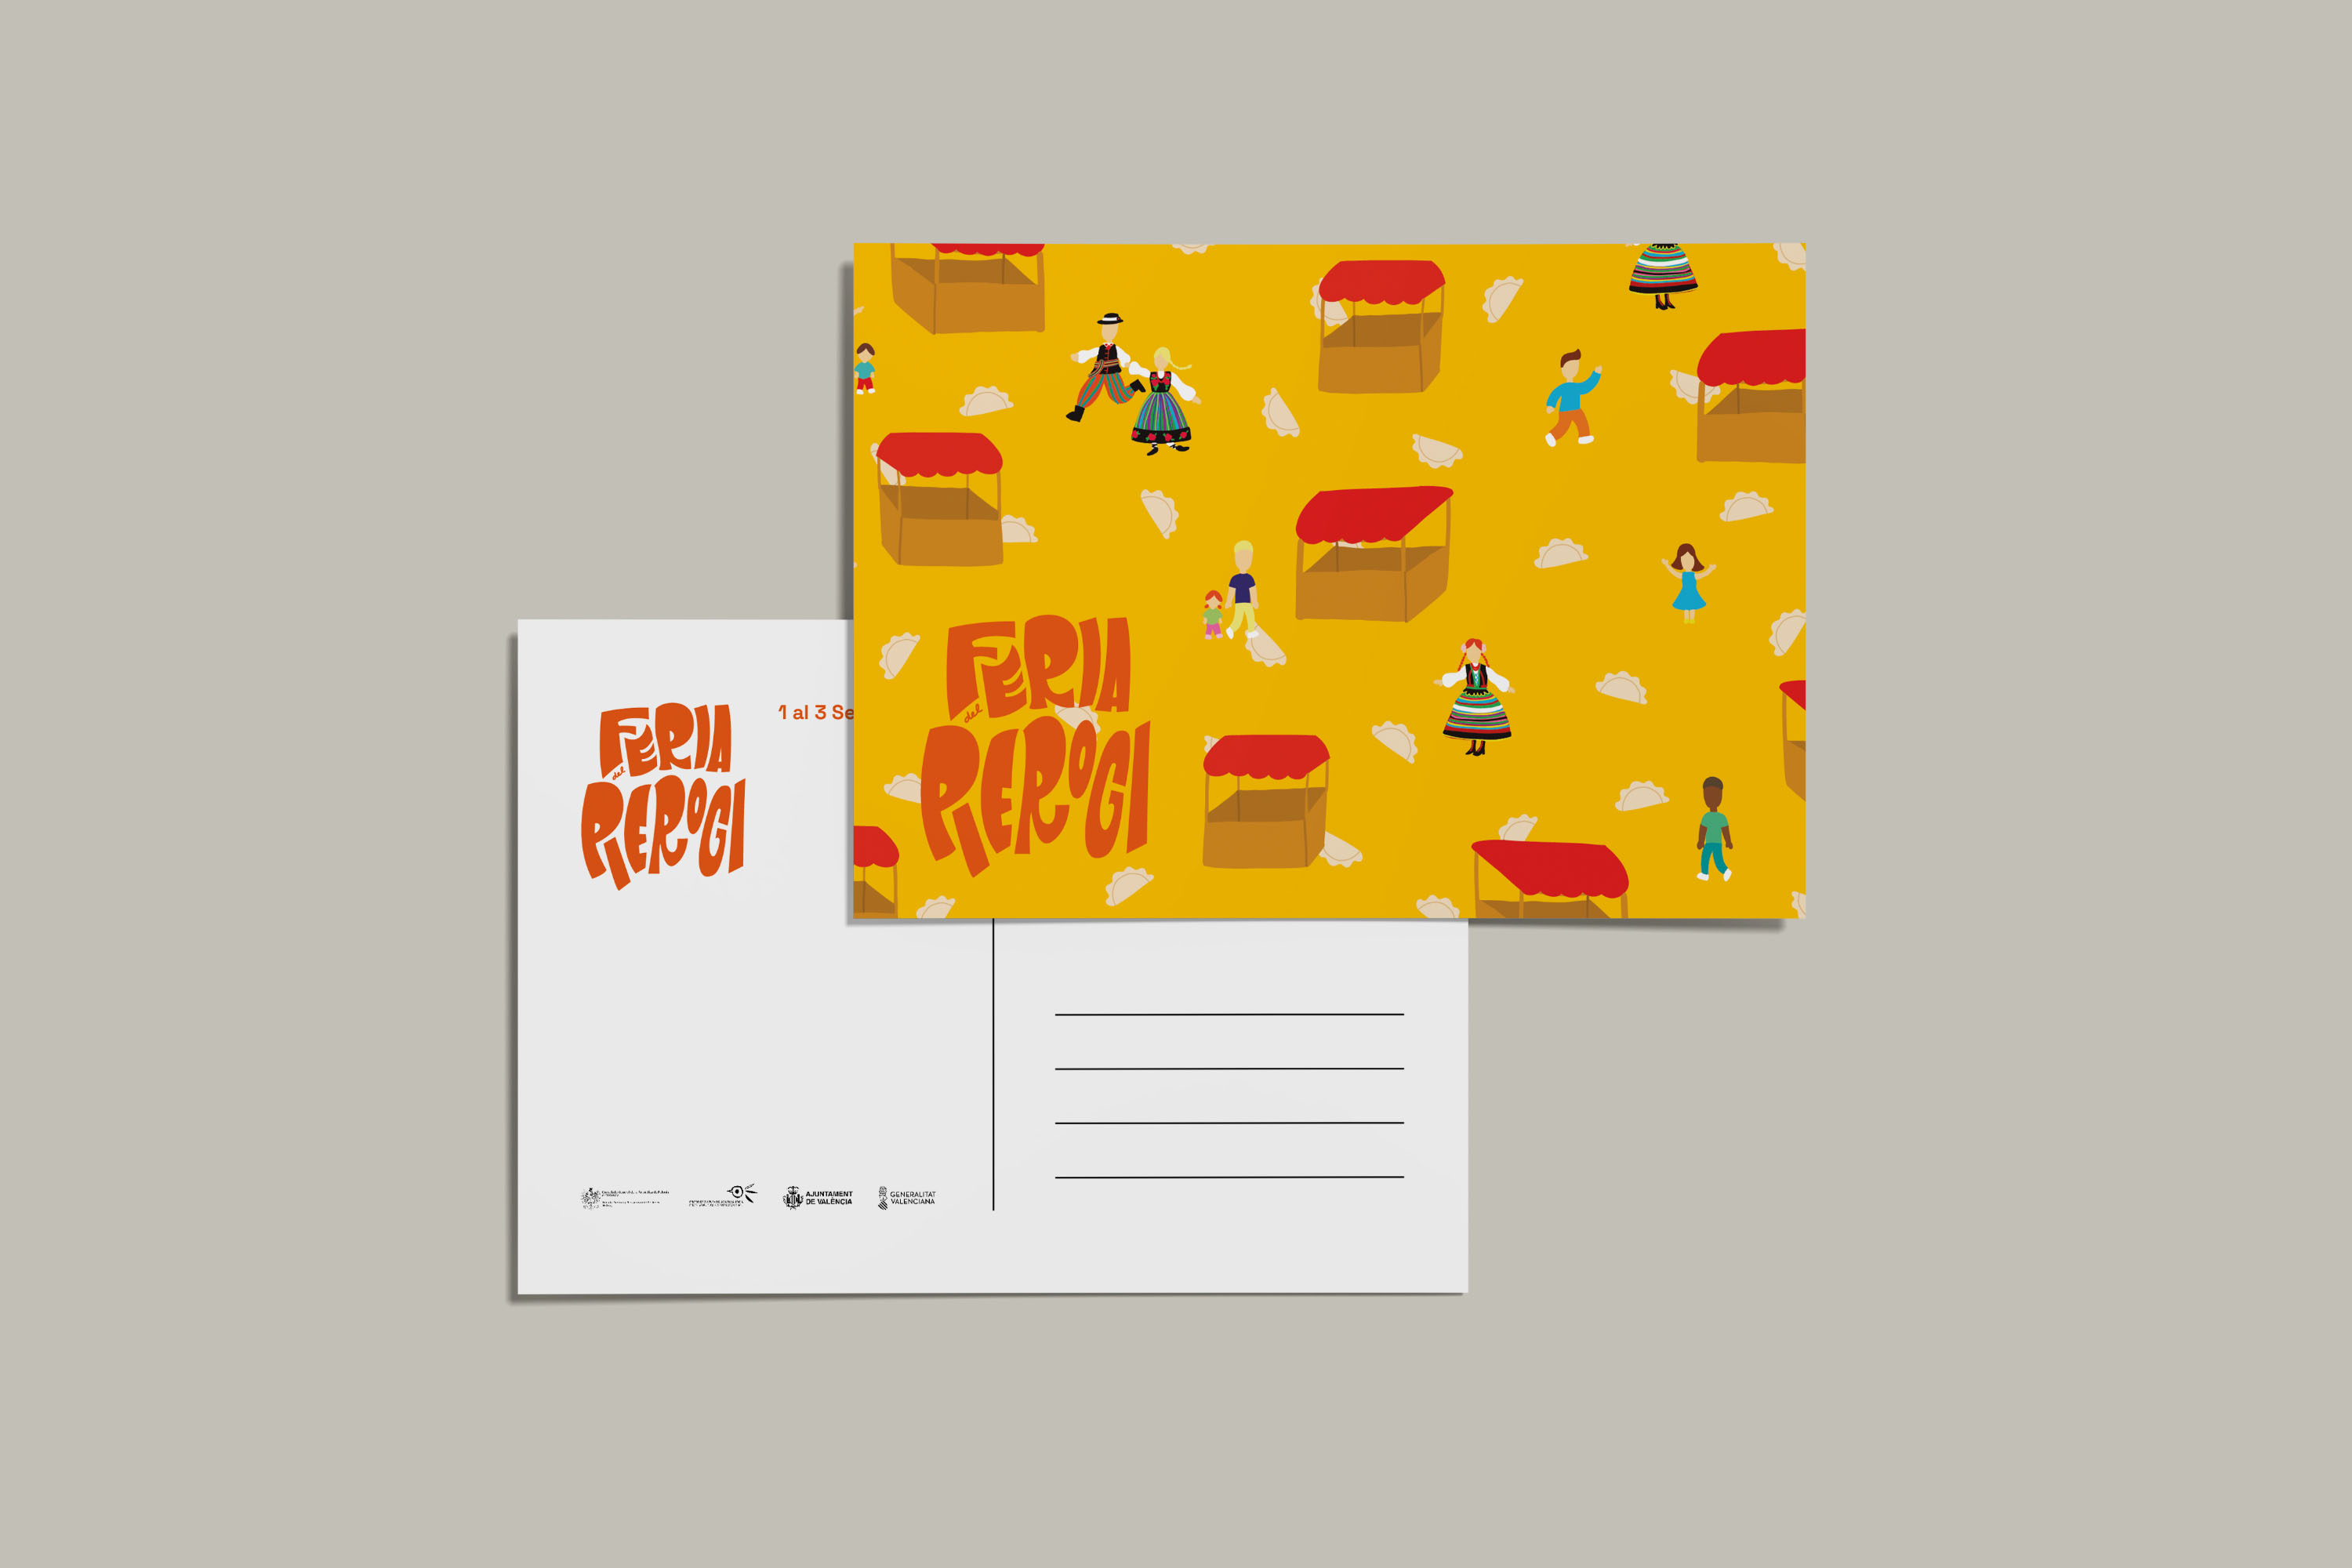 FERIA
del
PIEROGI
1 al 3 Se
FERIA
del
PIEROGI
AJUNTAMENT
DE VALÈNCIA
GENERALITAT
VALENCIANA